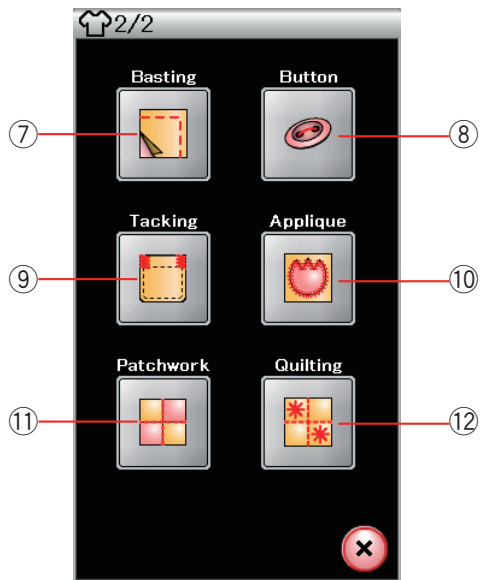 2/2
Basting Button
⑦ ⑧
Tacking Applique
⑨ ⑩
Patchwork Quilting
⑪ ⑫